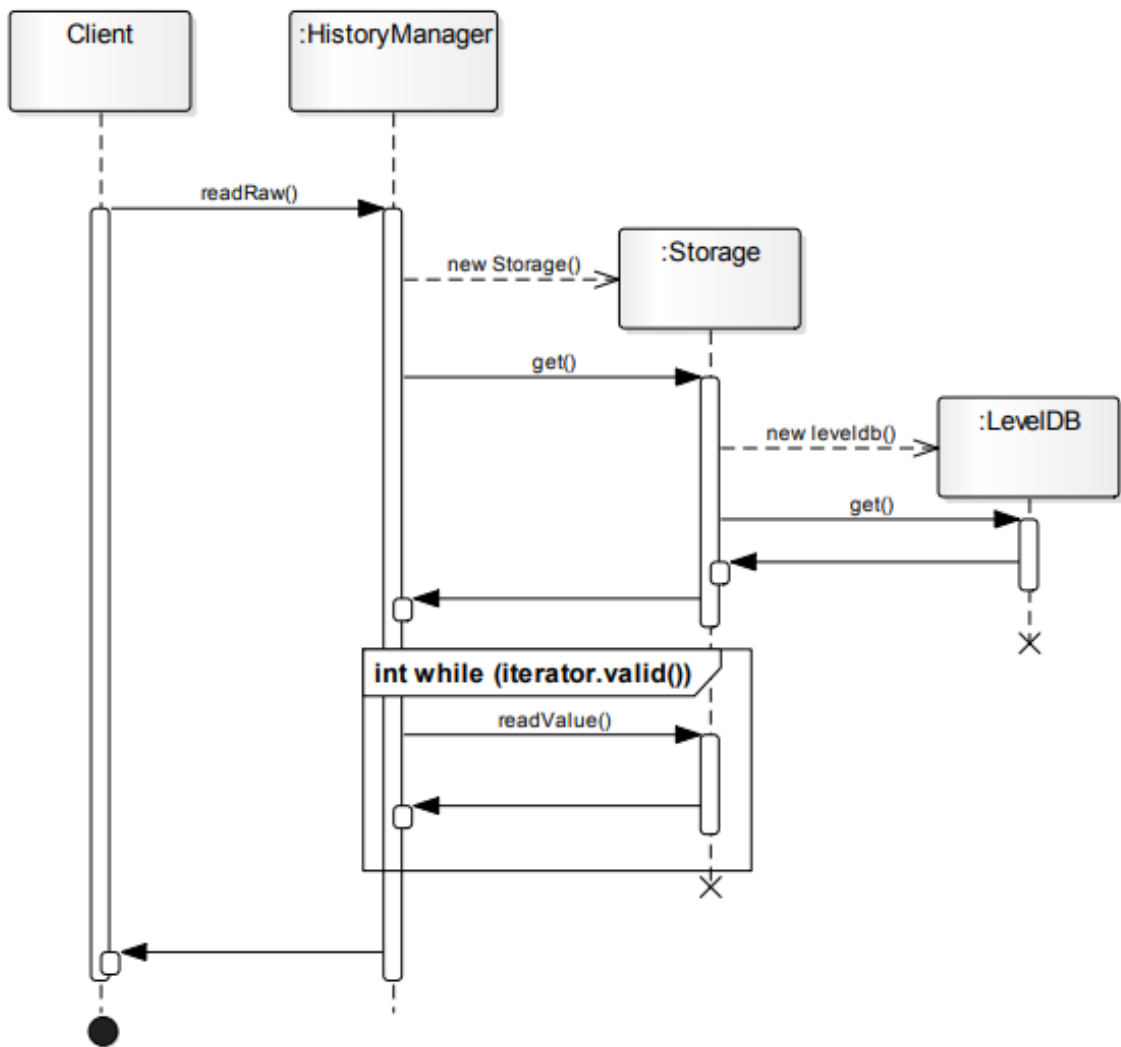 Client
:HistoryManager
readRaw()
:Storage
new Storage()
get()
:LevelDB
new leveldb()
get()
int while (iterator.valid())
readValue()